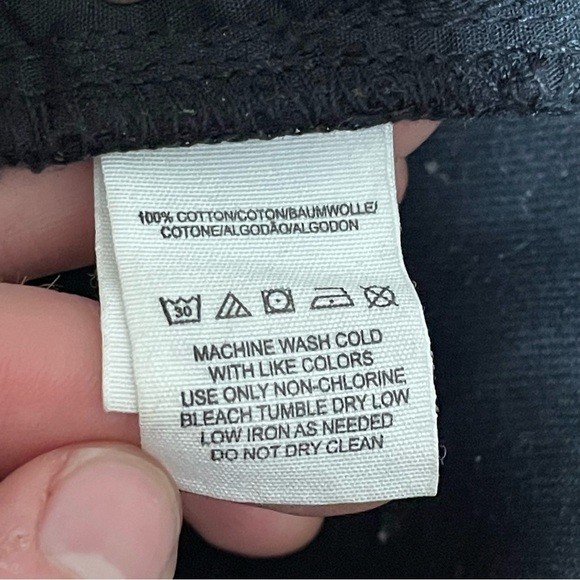 100% COTTON/COTON/BAUMWOLLE/
COTONE/ALGODÃO/ALGODON
30
MACHINE WASH COLD
WITH LIKE COLORS
USE ONLY NON-CHLORINE
BLEACH TUMBLE DRY LOW
LOW IRON AS NEEDED
DO NOT DRY CLEAN